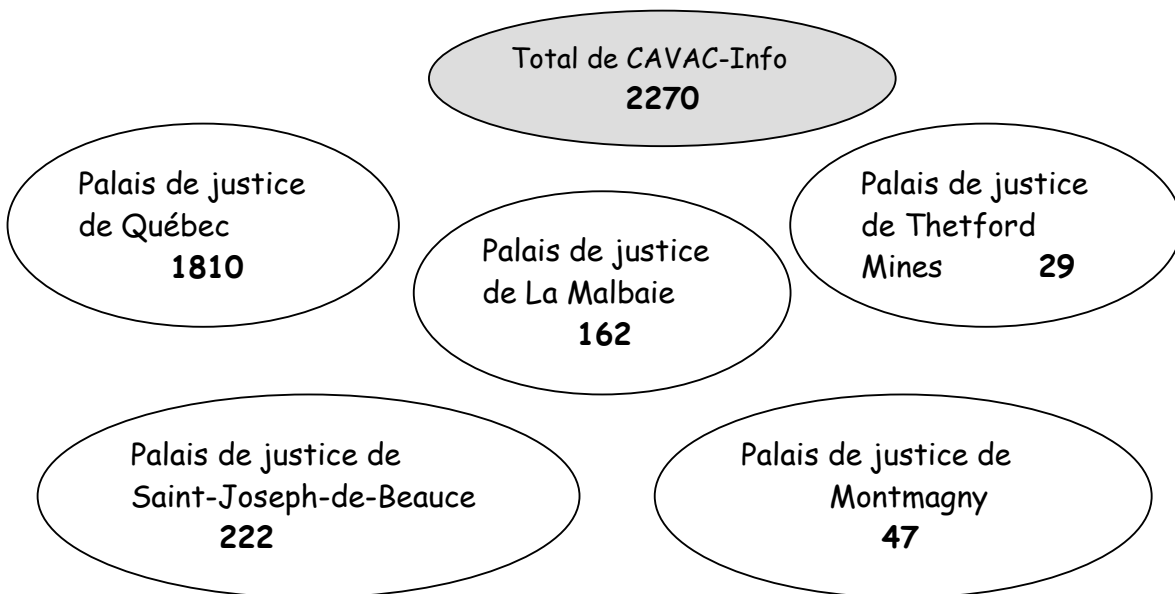 Total de CAVAC-Info
2270
Palais de justice
de Québec
1810
Palais de justice
de La Malbaie
162
Palais de justice
de Thetford
Mines 29
Palais de justice de
Saint-Joseph-de-Beauce
222
Palais de justice de
Montmagny
47